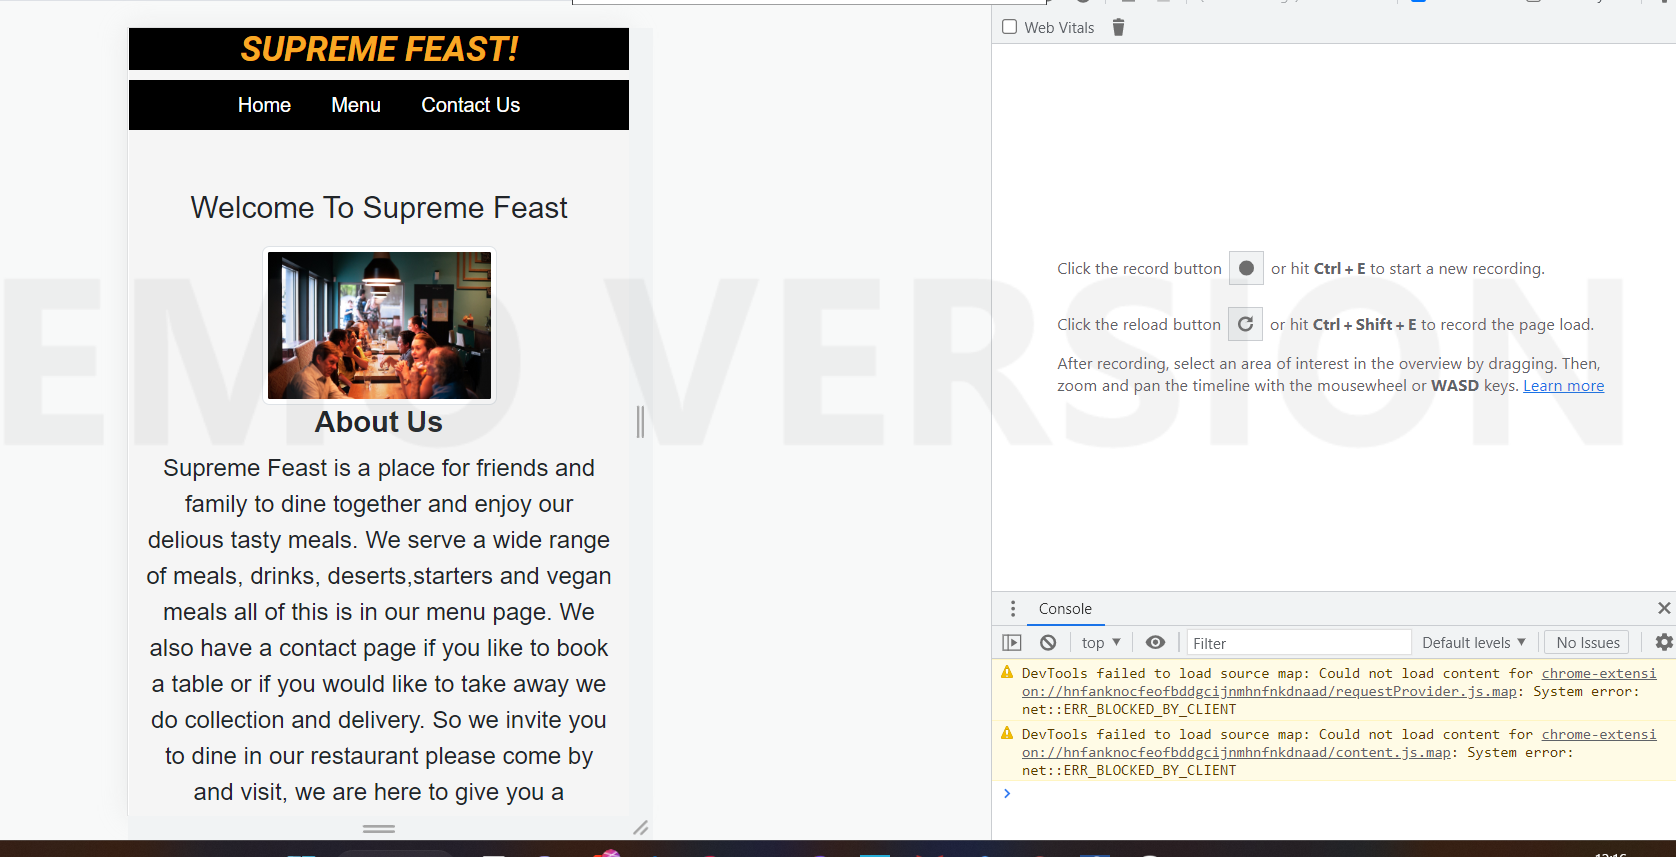 SUPREME FEAST!
Home Menu Contact Us
Welcome To Supreme Feast
About Us
Supreme Feast is a place for friends and
family to dine together and enjoy our
delious tasty meals. We serve a wide range
of meals, drinks, deserts,starters and vegan
meals all of this is in our menu page. We
also have a contact page if you like to book
a table or if you would like to take away we
do collection and delivery. So we invite you
to dine in our restaurant please come by
and visit, we are here to give you a
EMO VERSION
Web Vitals
Click the record button or hit Ctrl + E to start a new recording.
Click the reload button or hit Ctrl + Shift + E to record the page load.
After recording, select an area of interest in the overview by dragging. Then,
zoom and pan the timeline with the mousewheel or WASD keys. Learn more
Console
top Filter Default levels No Issues
DevTools failed to load source map: Could not load content for chrome-extensi
on://hnfanknocfeofbddgcijnmhnfnkdnaad/requestProvider.js.map: System error:
net::ERR_BLOCKED_BY_CLIENT
DevTools failed to load source map: Could not load content for chrome-extensi
on://hnfanknocfeofbddgcijnmhnfnkdnaad/content.js.map: System error:
net::ERR_BLOCKED_BY_CLIENT